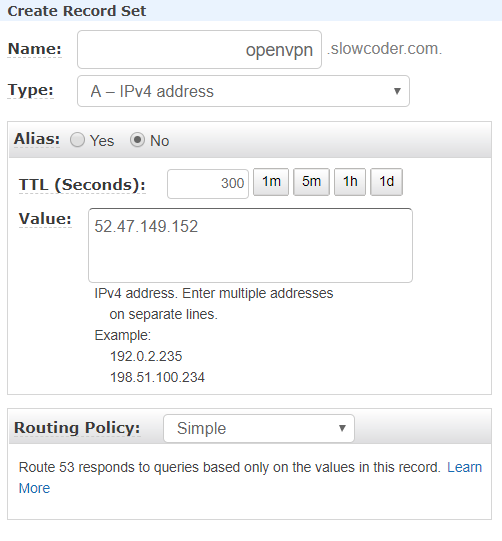 Create Record Set
Name: openvpn .slowcoder.com.
Type: A – IPv4 address
Alias: Yes No
TTL (Seconds): 300 1m 5m 1h 1d
Value: 52.47.149.152
IPv4 address. Enter multiple addresses
on separate lines.
Example:
192.0.2.235
198.51.100.234
Routing Policy: Simple
Route 53 responds to queries based only on the values in this record. Learn
More